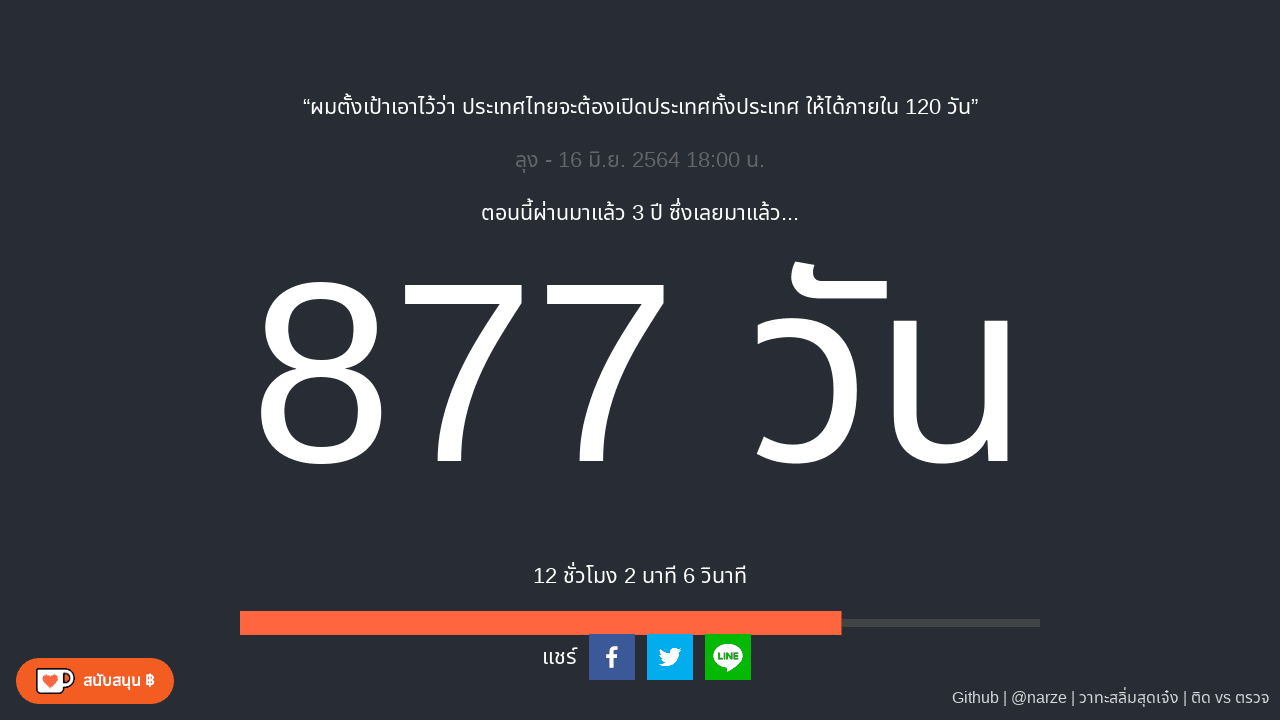 “ผมตั้งเป้าเอาไว้ว่า ประเทศไทยจะต้องเปิดประเทศทั้งประเทศ ให้ได้ภายใน 120 วัน”
ลุง - 16 มิ.ย. 2564 18:00 น.
ตอนนี้ผ่านมาแล้ว 3 ปี ซึ่งเลยมาแล้ว...
877 วัน
12 ชั่วโมง 2 นาที 6 วินาที
แชร์
LINE
สนับสนุน ฿
Github | @narze | วาทะสลิ่มสุดเจ๋ง | ติด vs ตรวจ